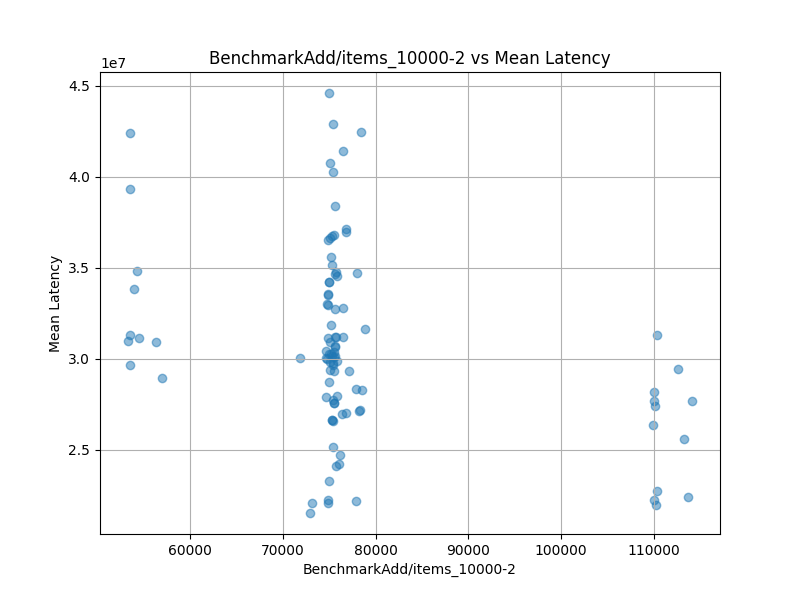 BenchmarkAdd/items_10000-2 vs Mean Latency
1e7
4.5
4.0
3.5
3.0
2.5
Mean Latency
60000 70000 80000 90000 100000 110000
BenchmarkAdd/items_10000-2